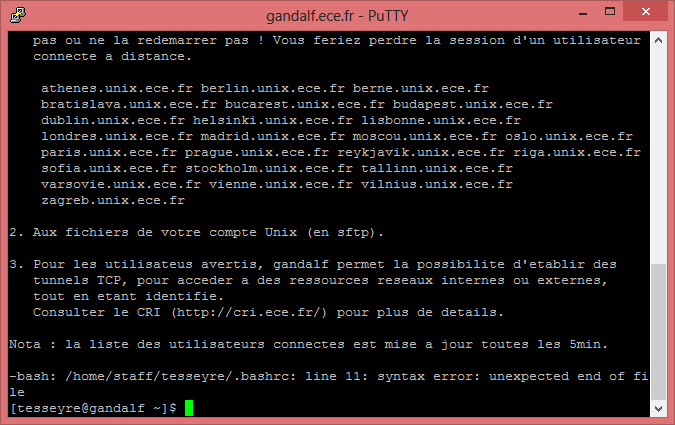 gandalf.ece.fr - PuTTY
pas ou ne la redemarrer pas ! Vous feriez perdre la session d'un utilisateur
connecte a distance.
athenes.unix.ece.fr berlin.unix.ece.fr berne.unix.ece.fr
bratislava.unix.ece.fr bucarest.unix.ece.fr budapest.unix.ece.fr
dublin.unix.ece.fr helsinki.unix.ece.fr lisbonne.unix.ece.fr
londres.unix.ece.fr madrid.unix.ece.fr moscou.unix.ece.fr oslo.unix.ece.fr
paris.unix.ece.fr prague.unix.ece.fr reykjavik.unix.ece.fr riga.unix.ece.fr
sofia.unix.ece.fr stockholm.unix.ece.fr tallinn.unix.ece.fr
varsovie.unix.ece.fr vienne.unix.ece.fr vilnius.unix.ece.fr
zagreb.unix.ece.fr
2. Aux fichiers de votre compte Unix (en sftp).
3. Pour les utilisateus avertis, gandalf permet la possibilite d'etablir des
tunnels TCP, pour acceder a des ressources reseaux internes ou externes,
tout en etant identifie.
Consulter le CRI (http://cri.ece.fr/) pour plus de details.
Nota : la liste des utilisateurs connectes est mise a jour toutes les 5min.
-bash: /home/staff/tesseyre/.bashrc: line 11: syntax error: unexpected end of fi
le
[tesseyre@gandalf ~]$